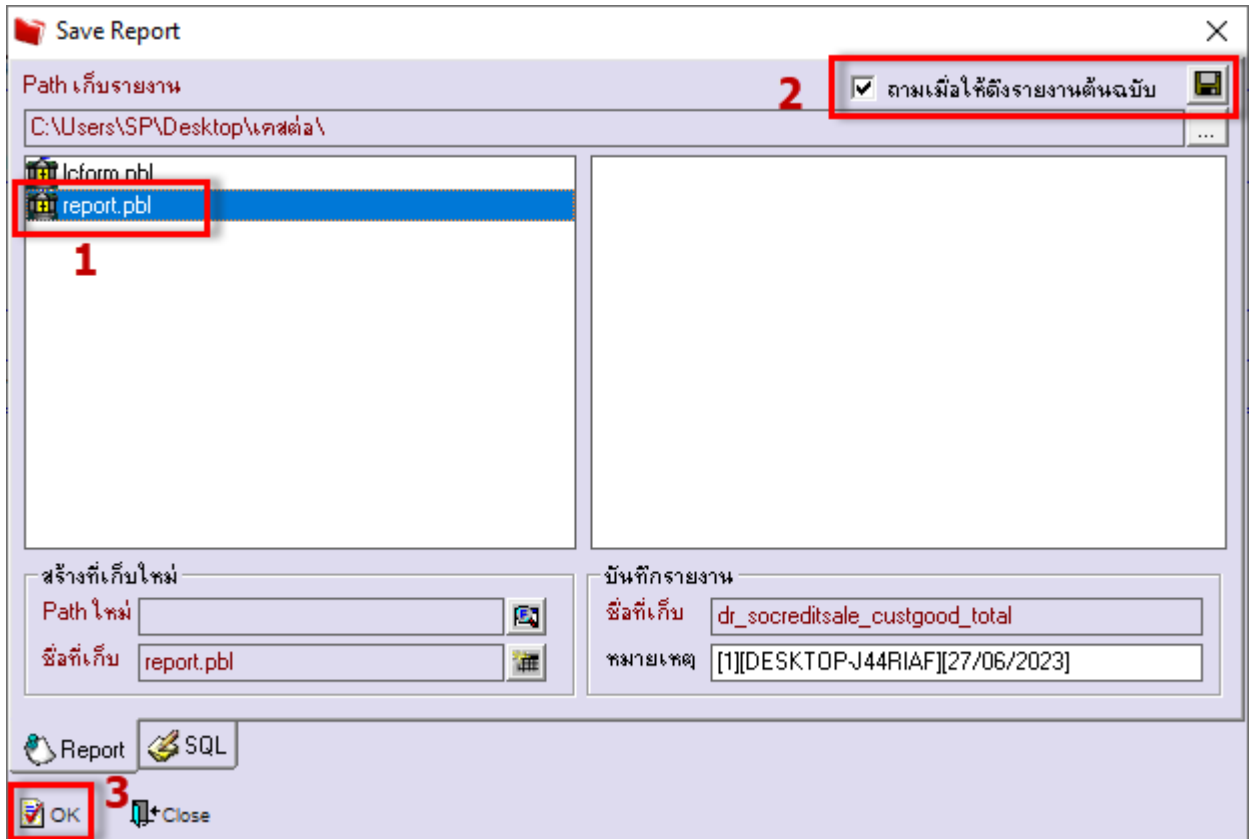 Save Report
Path เก็บรายงาน
2
ถามเมื่อให้ดึงรายงานต้นฉบับ
C:\Users\SP\Desktop\เคสต่อ\
...
lcform.pbl
report.pbl
1
สร้างที่เก็บใหม่
Path ใหม่
ชื่อที่เก็บ report.pbl
บันทึกรายงาน
ชื่อที่เก็บ dr_socreditsale_custgood_total
หมายเหตุ [1][DESKTOP-J44RIAF][27/06/2023]
Report SQL
3
OK Close